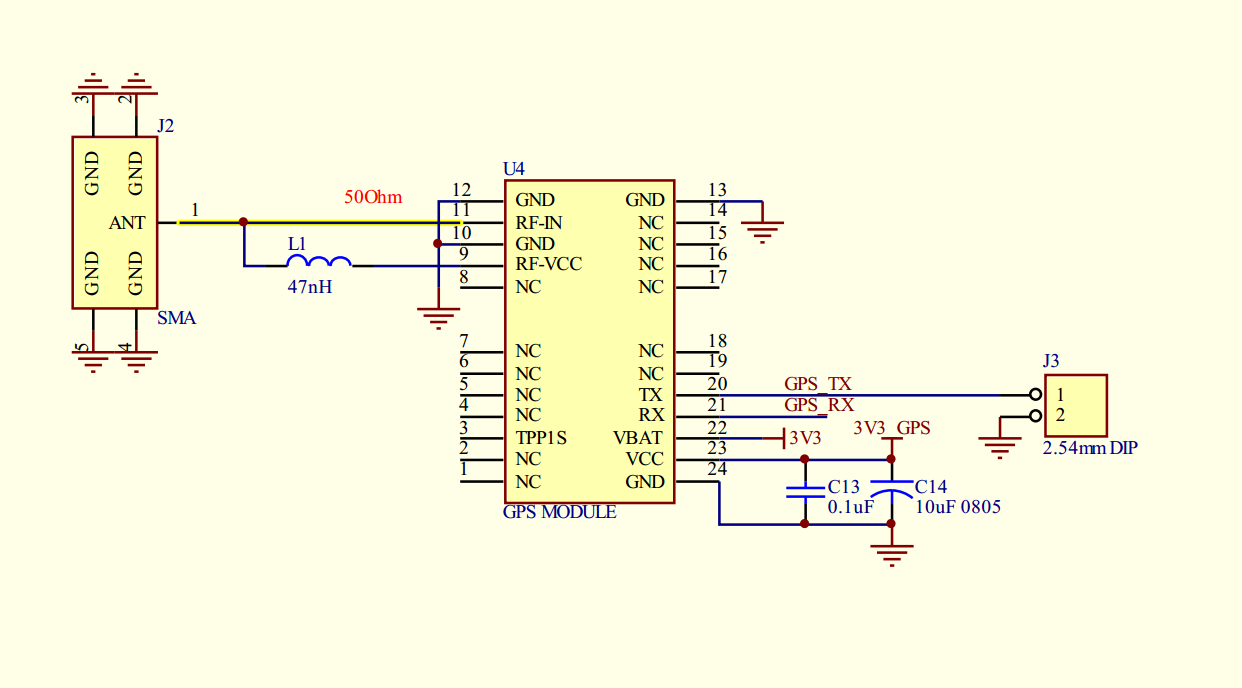 3
2
J2
GND
GND
ANT
1
GND
GND
SMA
5
4
50Ohm
L1
47nH
U4
12
GND
11
RF-IN
10
GND
9
RF-VCC
8
NC
7
NC
6
NC
5
NC
4
NC
3
TPP1S
2
NC
1
NC
GND
13
NC
14
NC
15
NC
16
NC
17
NC
18
NC
19
TX
20
RX
21
VBAT
22
VCC
23
GND
24
GPS MODULE
GPS_TX
GPS_RX
3V3
3V3_GPS
C13
0.1uF
C14
10uF 0805
J3
1
2
2.54mm DIP